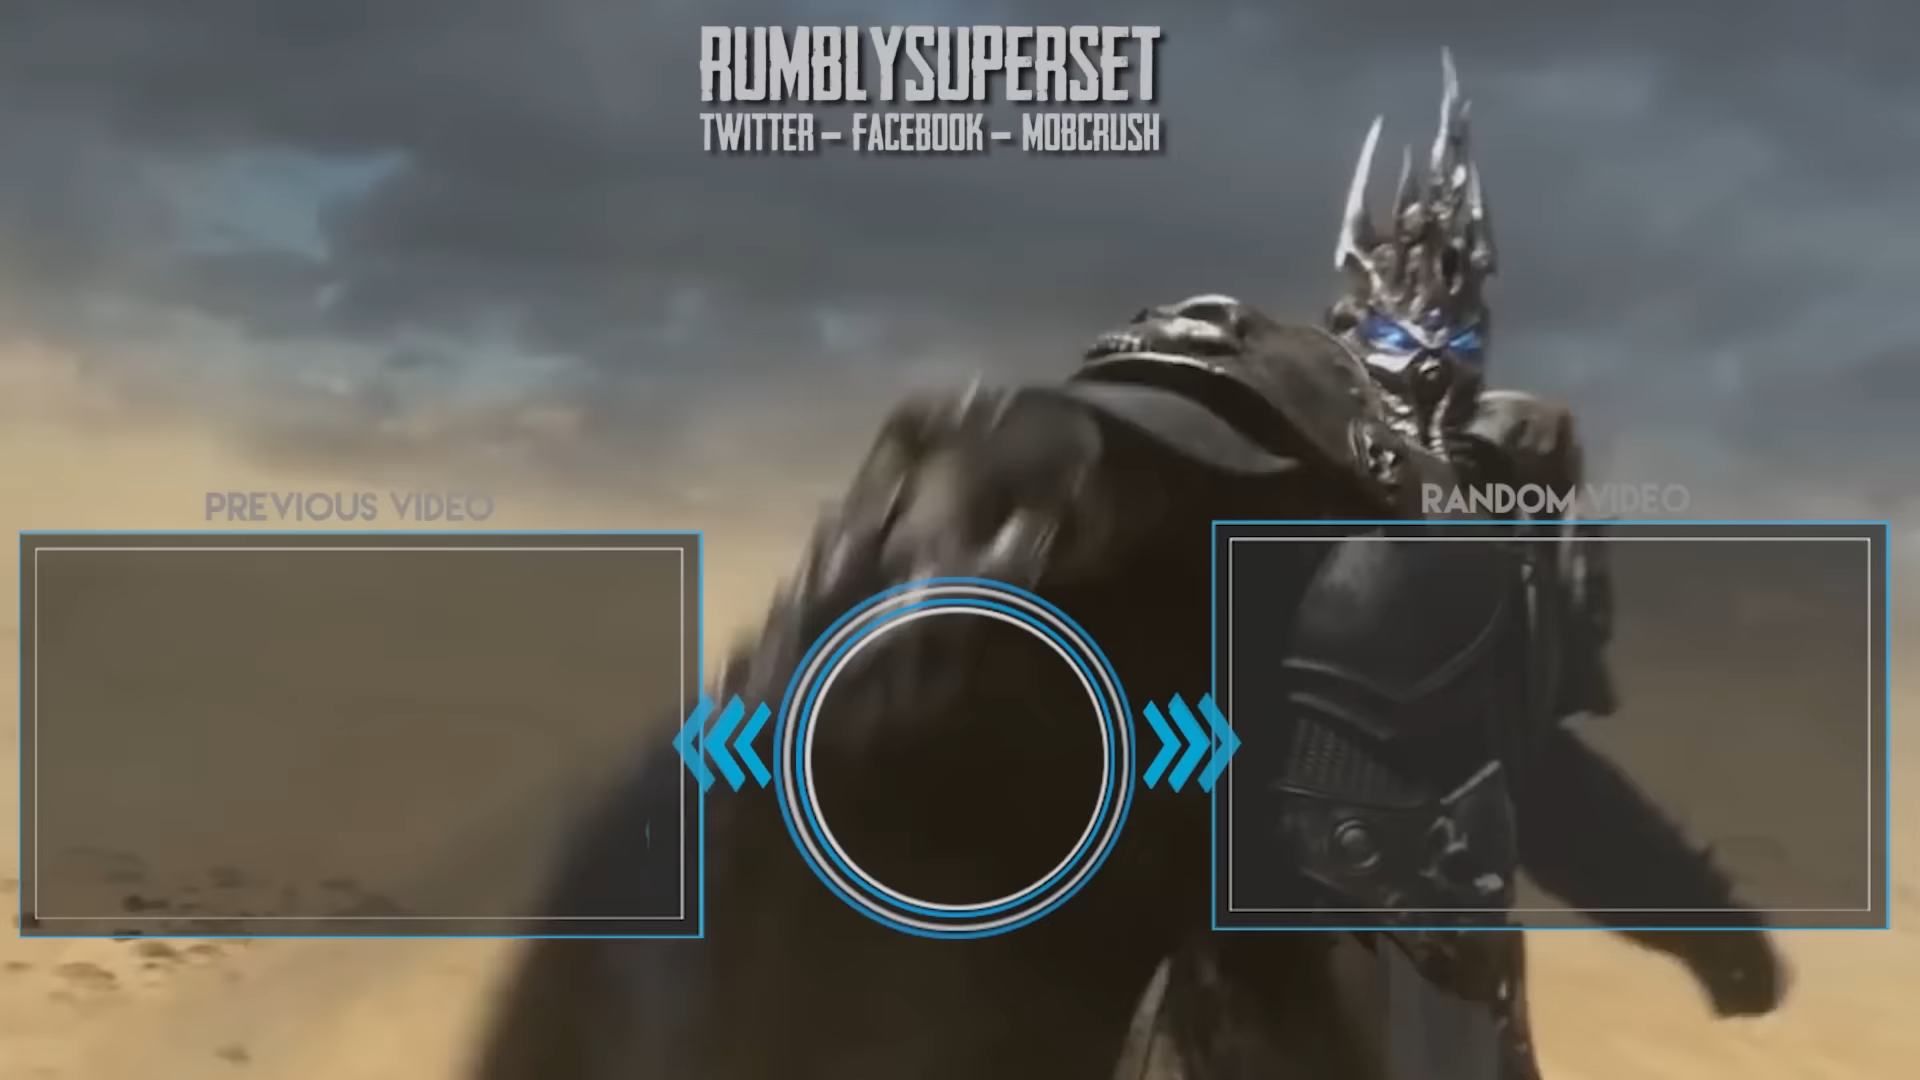 RUMBLYSUPERSET
TWITTER – FACEBOOK – MOBCRUSH
PREVIOUS VIDEO
RANDOM VIDEO